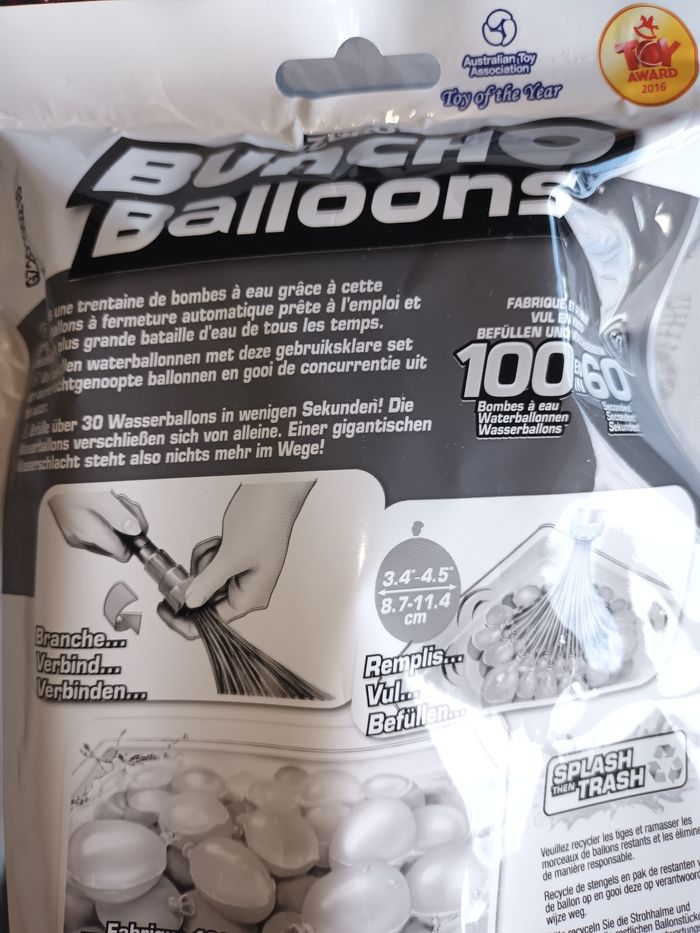 Australian Toy
Association
Toy of the Year
TOY
AWARD
2016
BUNCH O
Balloons
une trentaine de bombes à eau grâce à cette
à fermeture automatique prête à l'emploi et
plus grande bataille d'eau de tous les temps.
waterballonnen met deze gebruiksklare set
ballonnen en gooi de concurrentie uit
über 30 Wasserballons in wenigen Sekunden! Die
verschließen sich von alleine. Einer gigantischen
steht also nichts mehr im Wege!
FABRIQUE
VUL
BEFÜLLEN UND
100
60
Bombes à eau
Waterballonnen
Wasserballons
Branche...
Verbind...
Verbinden...
3.4"-4.5"
8.7-11.4
cm
Remplis...
Vul...
Befüllen...
SPLASH
THEN TRASH
Veuillez recycler les tiges et ramasser les
morceaux de ballons restants et les
de manière responsable.
Recycle de stengels en pak de restanten
de ballon op en gooi deze op
wijze weg.
Sie die Strohhalme und